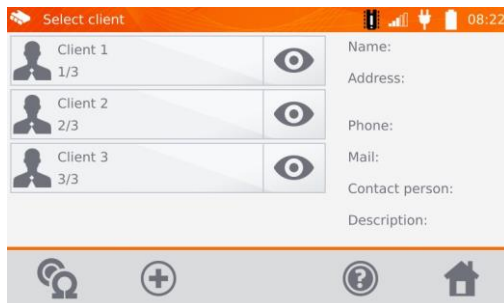 Select client
08:22
Client 1
1/3
Client 2
2/3
Client 3
3/3
Name:
Address:
Phone:
Mail:
Contact person:
Description: